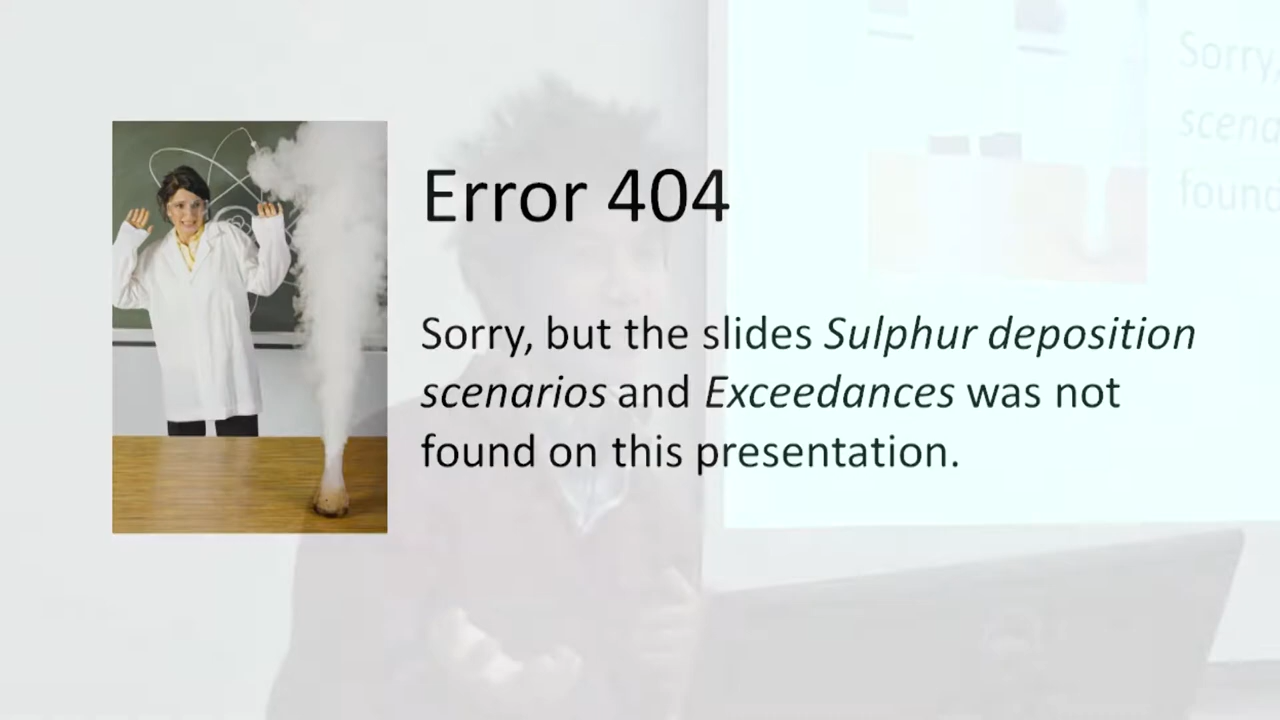 Error 404
Sorry, but the slides Sulphur deposition
scenarios and Exceedances was not
found on this presentation.
Sorry,
scena
found